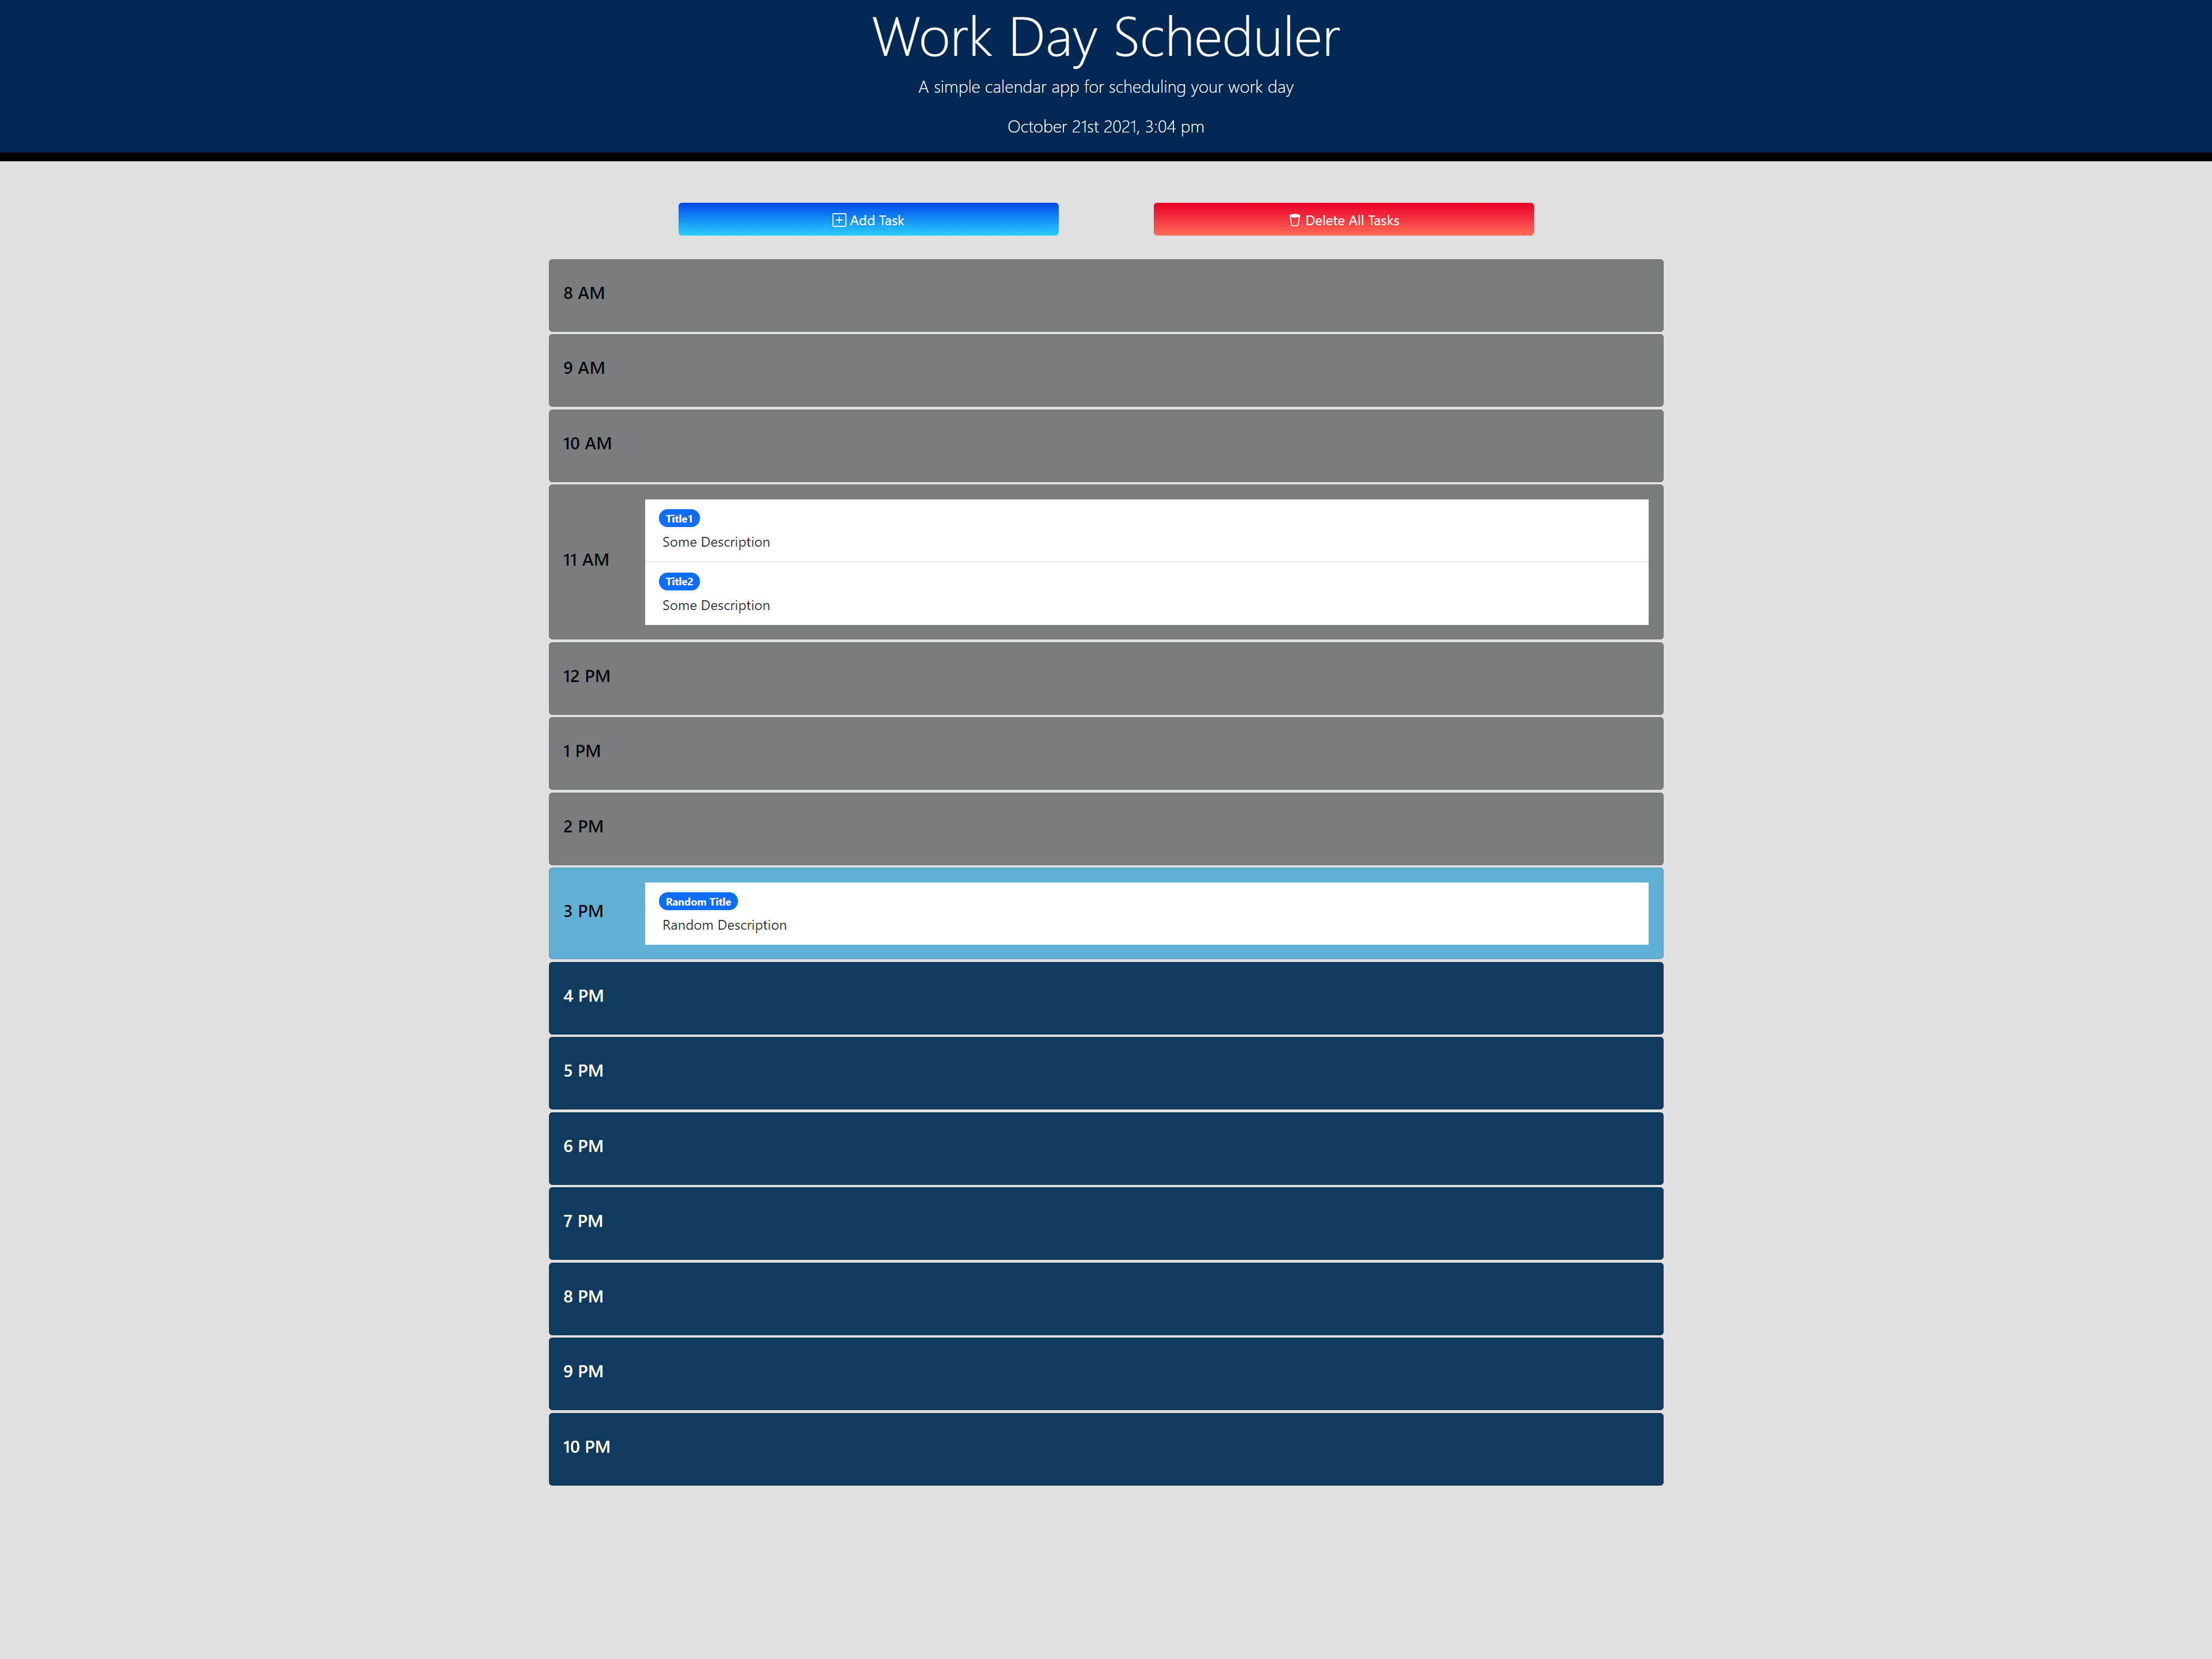 Work Day Scheduler
A simple calendar app for scheduling your work day
October 21st 2021, 3:04 pm
Add Task
Delete All Tasks
8 AM
9 AM
10 AM
11 AM
Title1
Some Description
Title2
Some Description
12 PM
1 PM
2 PM
3 PM
Random Title
Random Description
4 PM
5 PM
6 PM
7 PM
8 PM
9 PM
10 PM